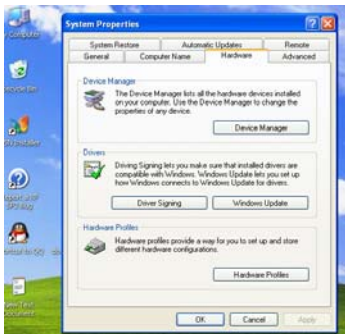 System Properties
System Restore Automatic Updates Remote
General Computer Name Hardware Advanced
Device Manager
The Device Manager lists all the hardware devices installed
on your computer. Use the Device Manager to change the
properties of any device.
Device Manager
Drivers
Driving Signing lets you make sure that installed drivers are
compatible with Windows. Windows Update lets you set up
how Windows connects to Windows Update for drivers.
Driver Signing Windows Update
Hardware Profiles
Hardware profiles provide a way for you to set up and store
different hardware configurations.
Hardware Profiles
OK Cancel Apply